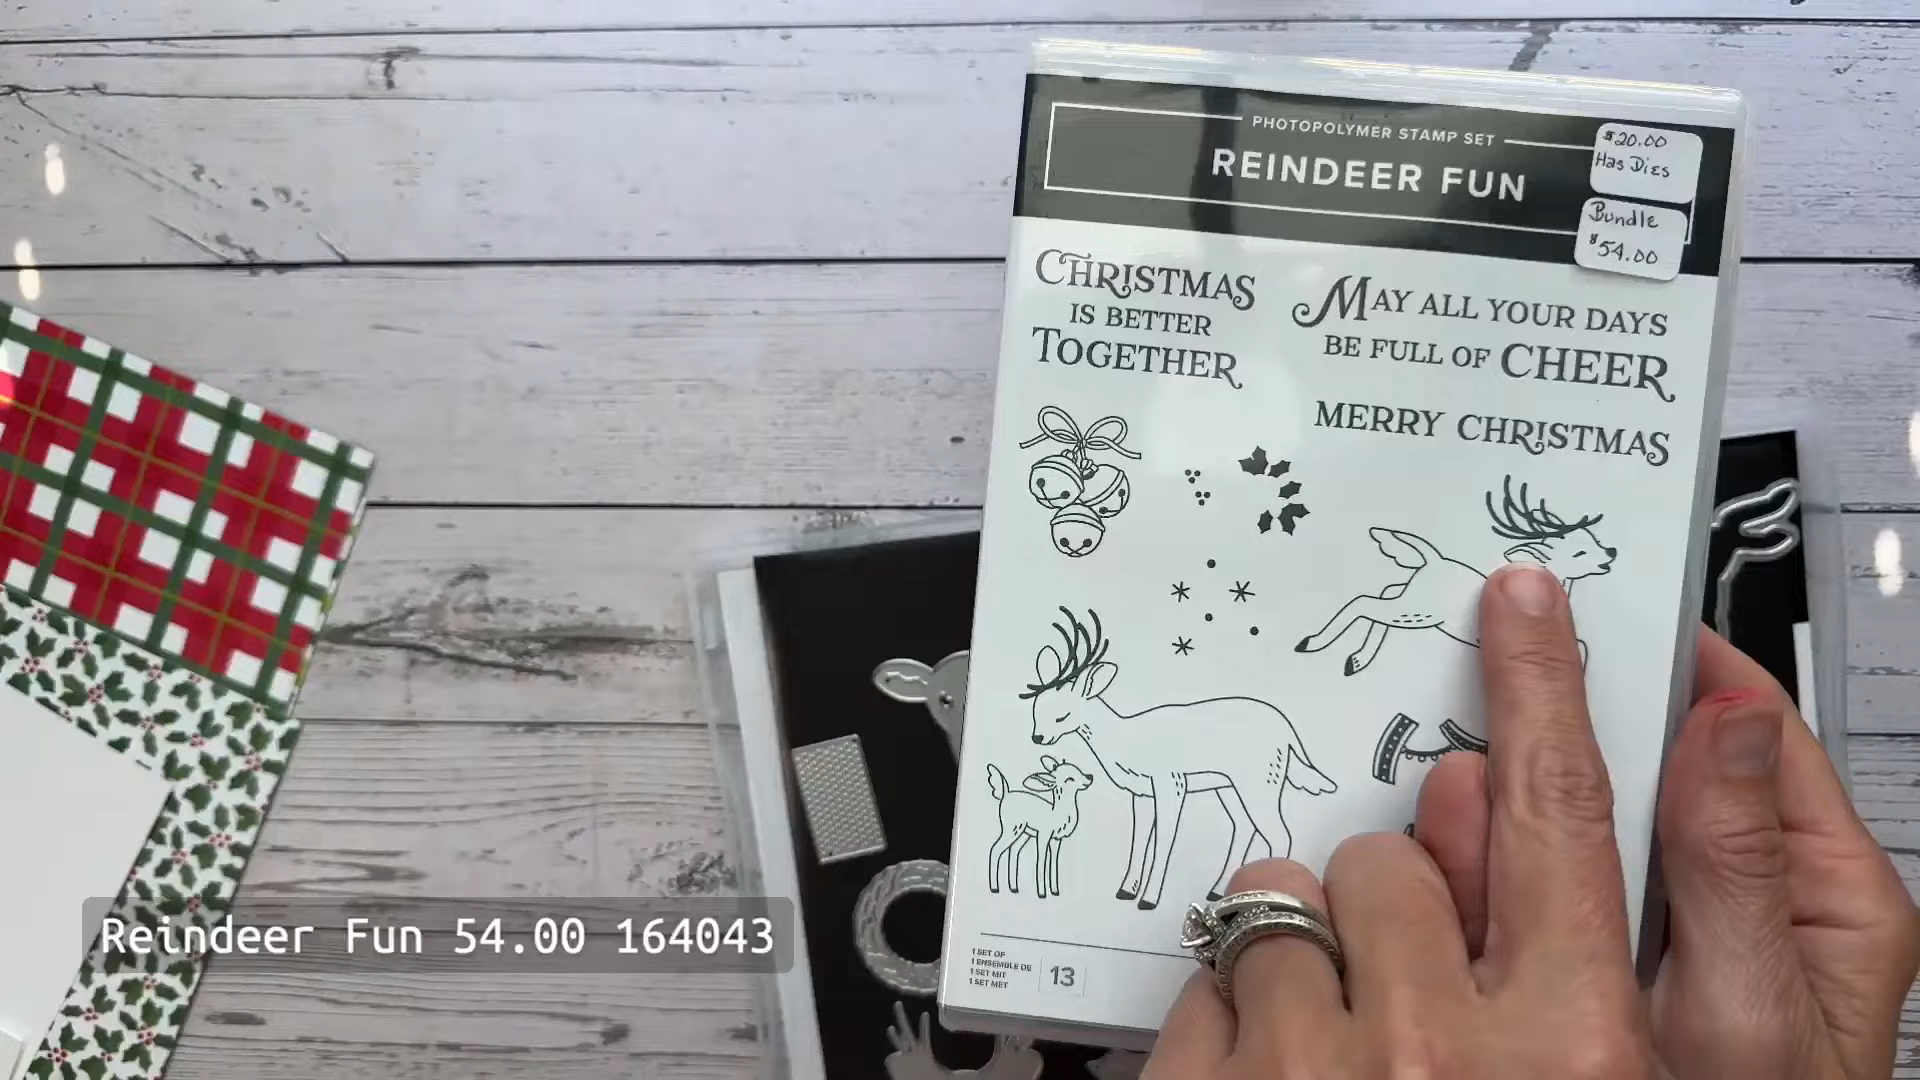 PHOTOPOLYMER STAMP SET
REINDEER FUN
$20.00
Has Dies
Bundle
$54.00
CHRISTMAS
IS BETTER
TOGETHER
MAY ALL YOUR DAYS
BE FULL OF CHEER
MERRY CHRISTMAS
1 SET OF
1 ENSEMBLE DE
1 SET MIT
1 SET MET
13
Reindeer Fun 54.00 164043